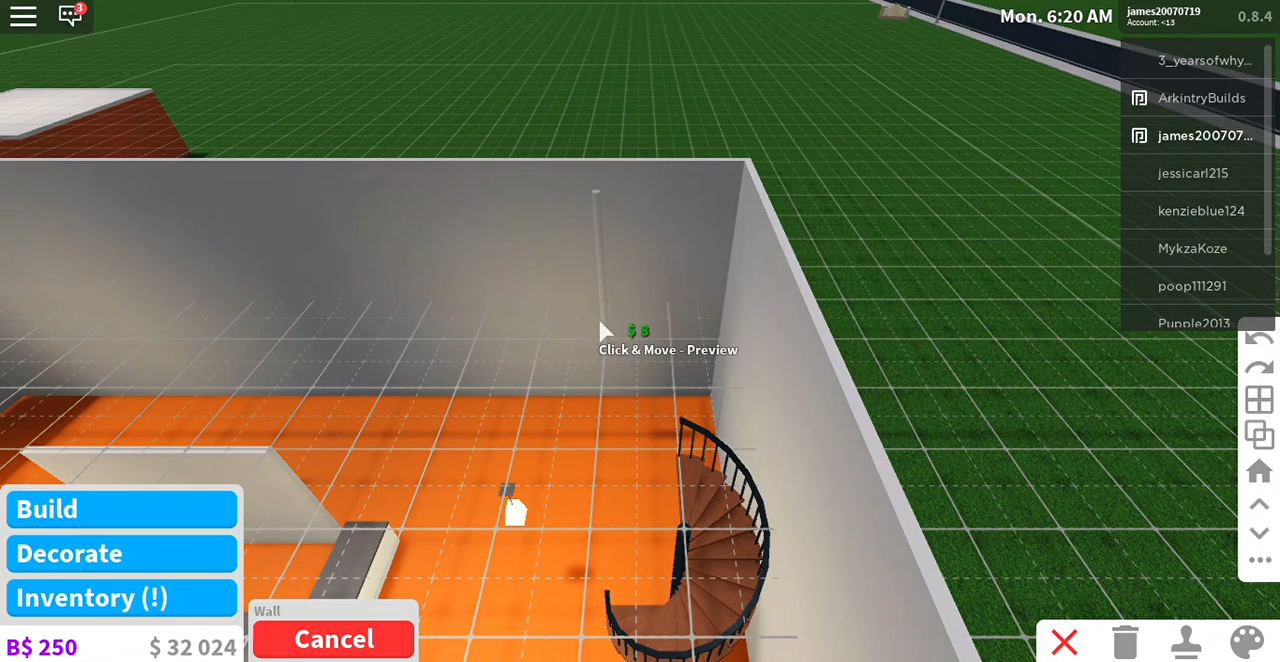 3
Mon. 6:20 AM
james20070719
Account: <13
0.8.4
3_yearsofwhy...
ArkintryBuilds
james200707...
jessicarl215
kenzieblue124
MykzaKoze
poop111291
Pupple2013
$ 8
Click & Move - Preview
Build
Decorate
Inventory (!)
B$ 250
$ 32 024
Wall
Cancel